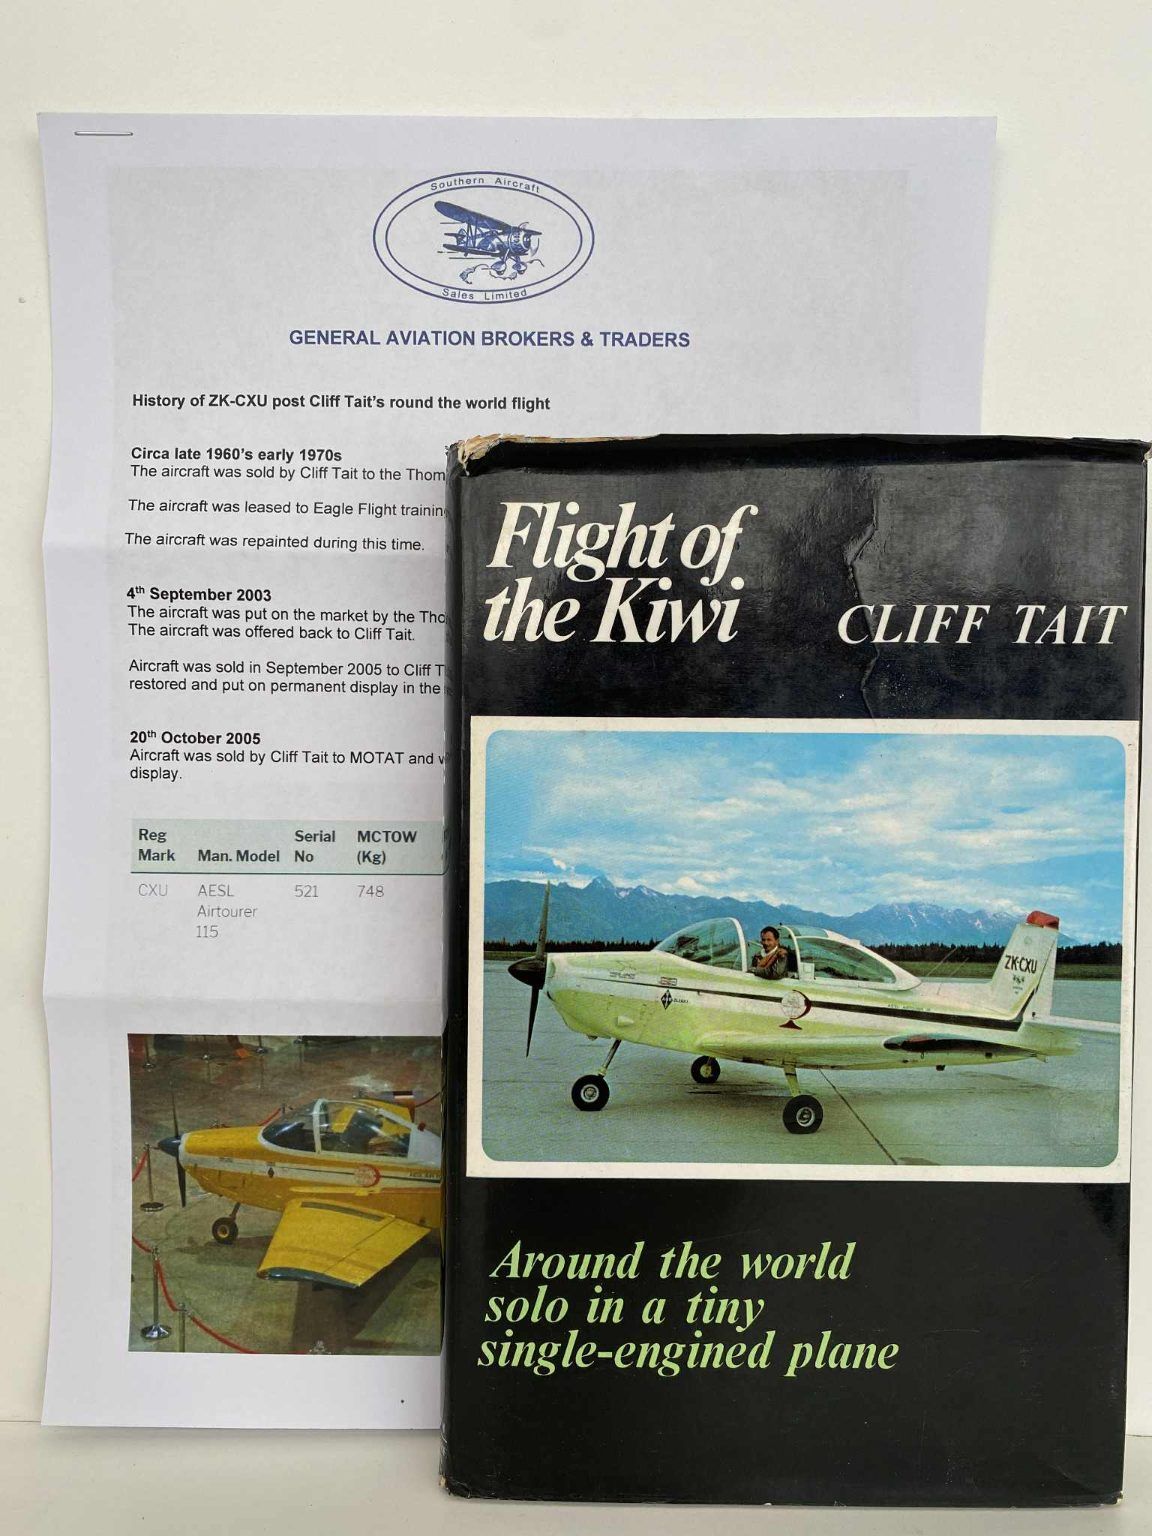 Southern Aircraft
Sales Limited
GENERAL AVIATION BROKERS & TRADERS
History of ZK-CXU post Cliff Tait's round the world flight
Circa late 1960's early 1970s
The aircraft was sold by Cliff Tait to the Thom
The aircraft was leased to Eagle Flight training
The aircraft was repainted during this time.
4th September 2003
The aircraft was put on the market by the Tho
The aircraft was offered back to Cliff Tait.
Aircraft was sold in September 2005 to Cliff T
restored and put on permanent display in the
20th October 2005
Aircraft was sold by Cliff Tait to MOTAT and
display.
Reg Mark Man. Model Serial No MCTOW (Kg)
CXU AESL Airtourer 115 521 748
Flight of
the Kiwi
CLIFF TAIT
ZK-CXU
Around the world
solo in a tiny
single-engined plane